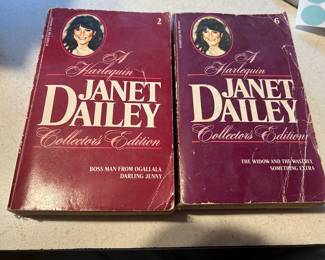 2
A
Harlequin
JANET
DAILEY
Collector's Edition
BOSS MAN FROM OGALLALA
DARLING JENNY
6
A
Harlequin
JANET
DAILEY
Collector's Edition
THE WIDOW AND THE WASTREL
SOMETHING EXTRA